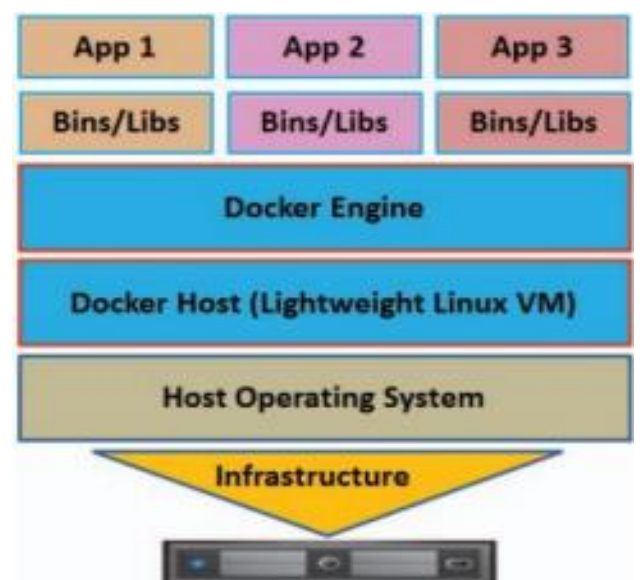 App 1 App 2 App 3
Bins/Libs Bins/Libs Bins/Libs
Docker Engine
Docker Host (Lightweight Linux VM)
Host Operating System
Infrastructure